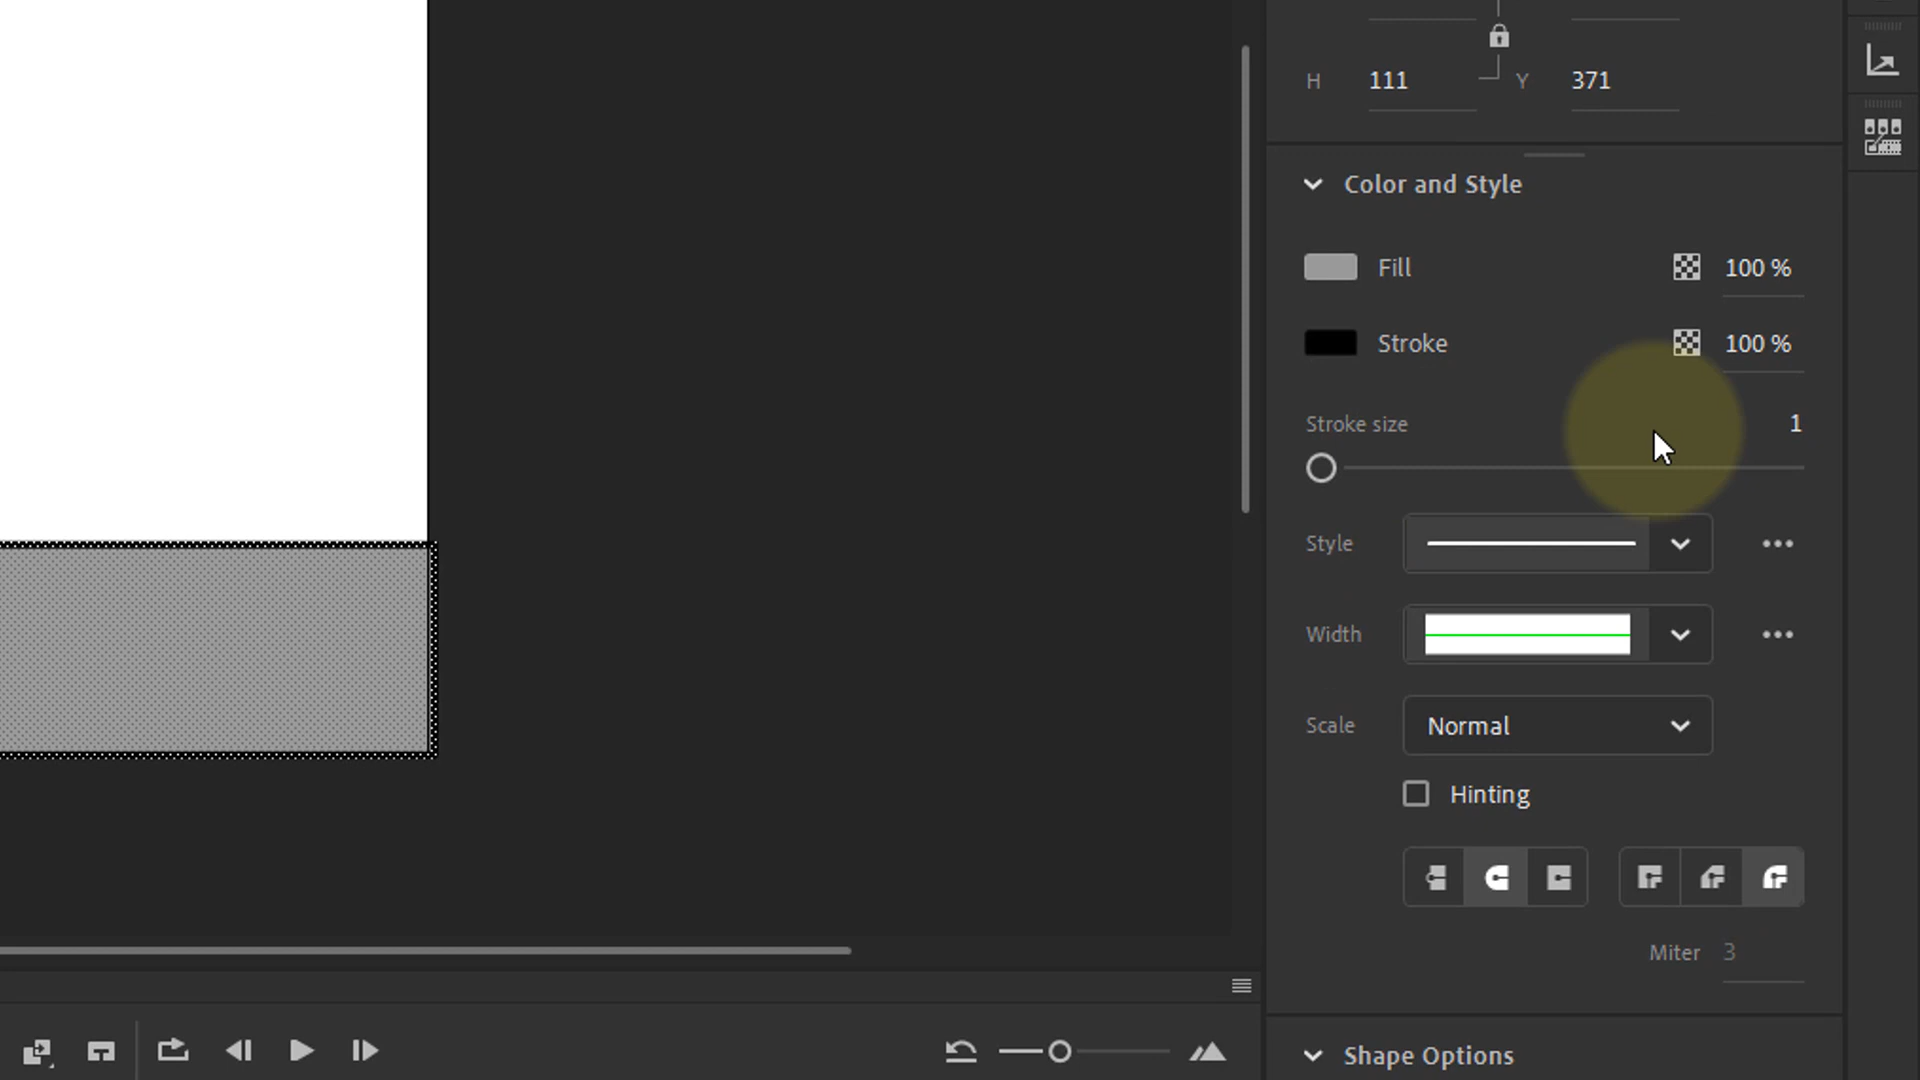 H 111 Y 371
Color and Style
Fill 100 %
Stroke 100 %
Stroke size 1
Style
Width
Scale Normal
Hinting
Miter 3
Shape Options